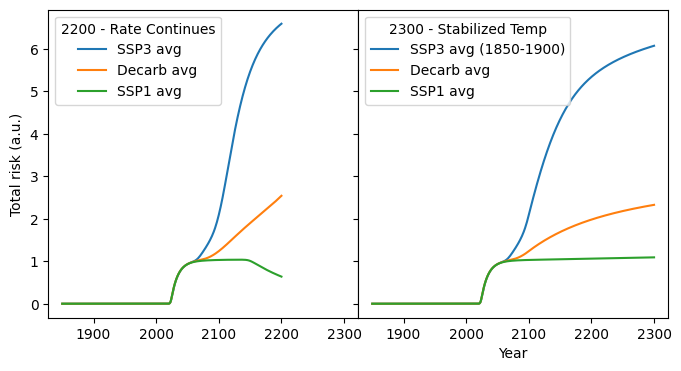 2200 - Rate Continues
SSP3 avg
Decarb avg
SSP1 avg
2300 - Stabilized Temp
SSP3 avg (1850-1900)
Decarb avg
SSP1 avg
Total risk (a.u.)
6
5
4
3
2
1
0
1900 2000 2100 2200 2300
1900 2000 2100 2200 2300
Year